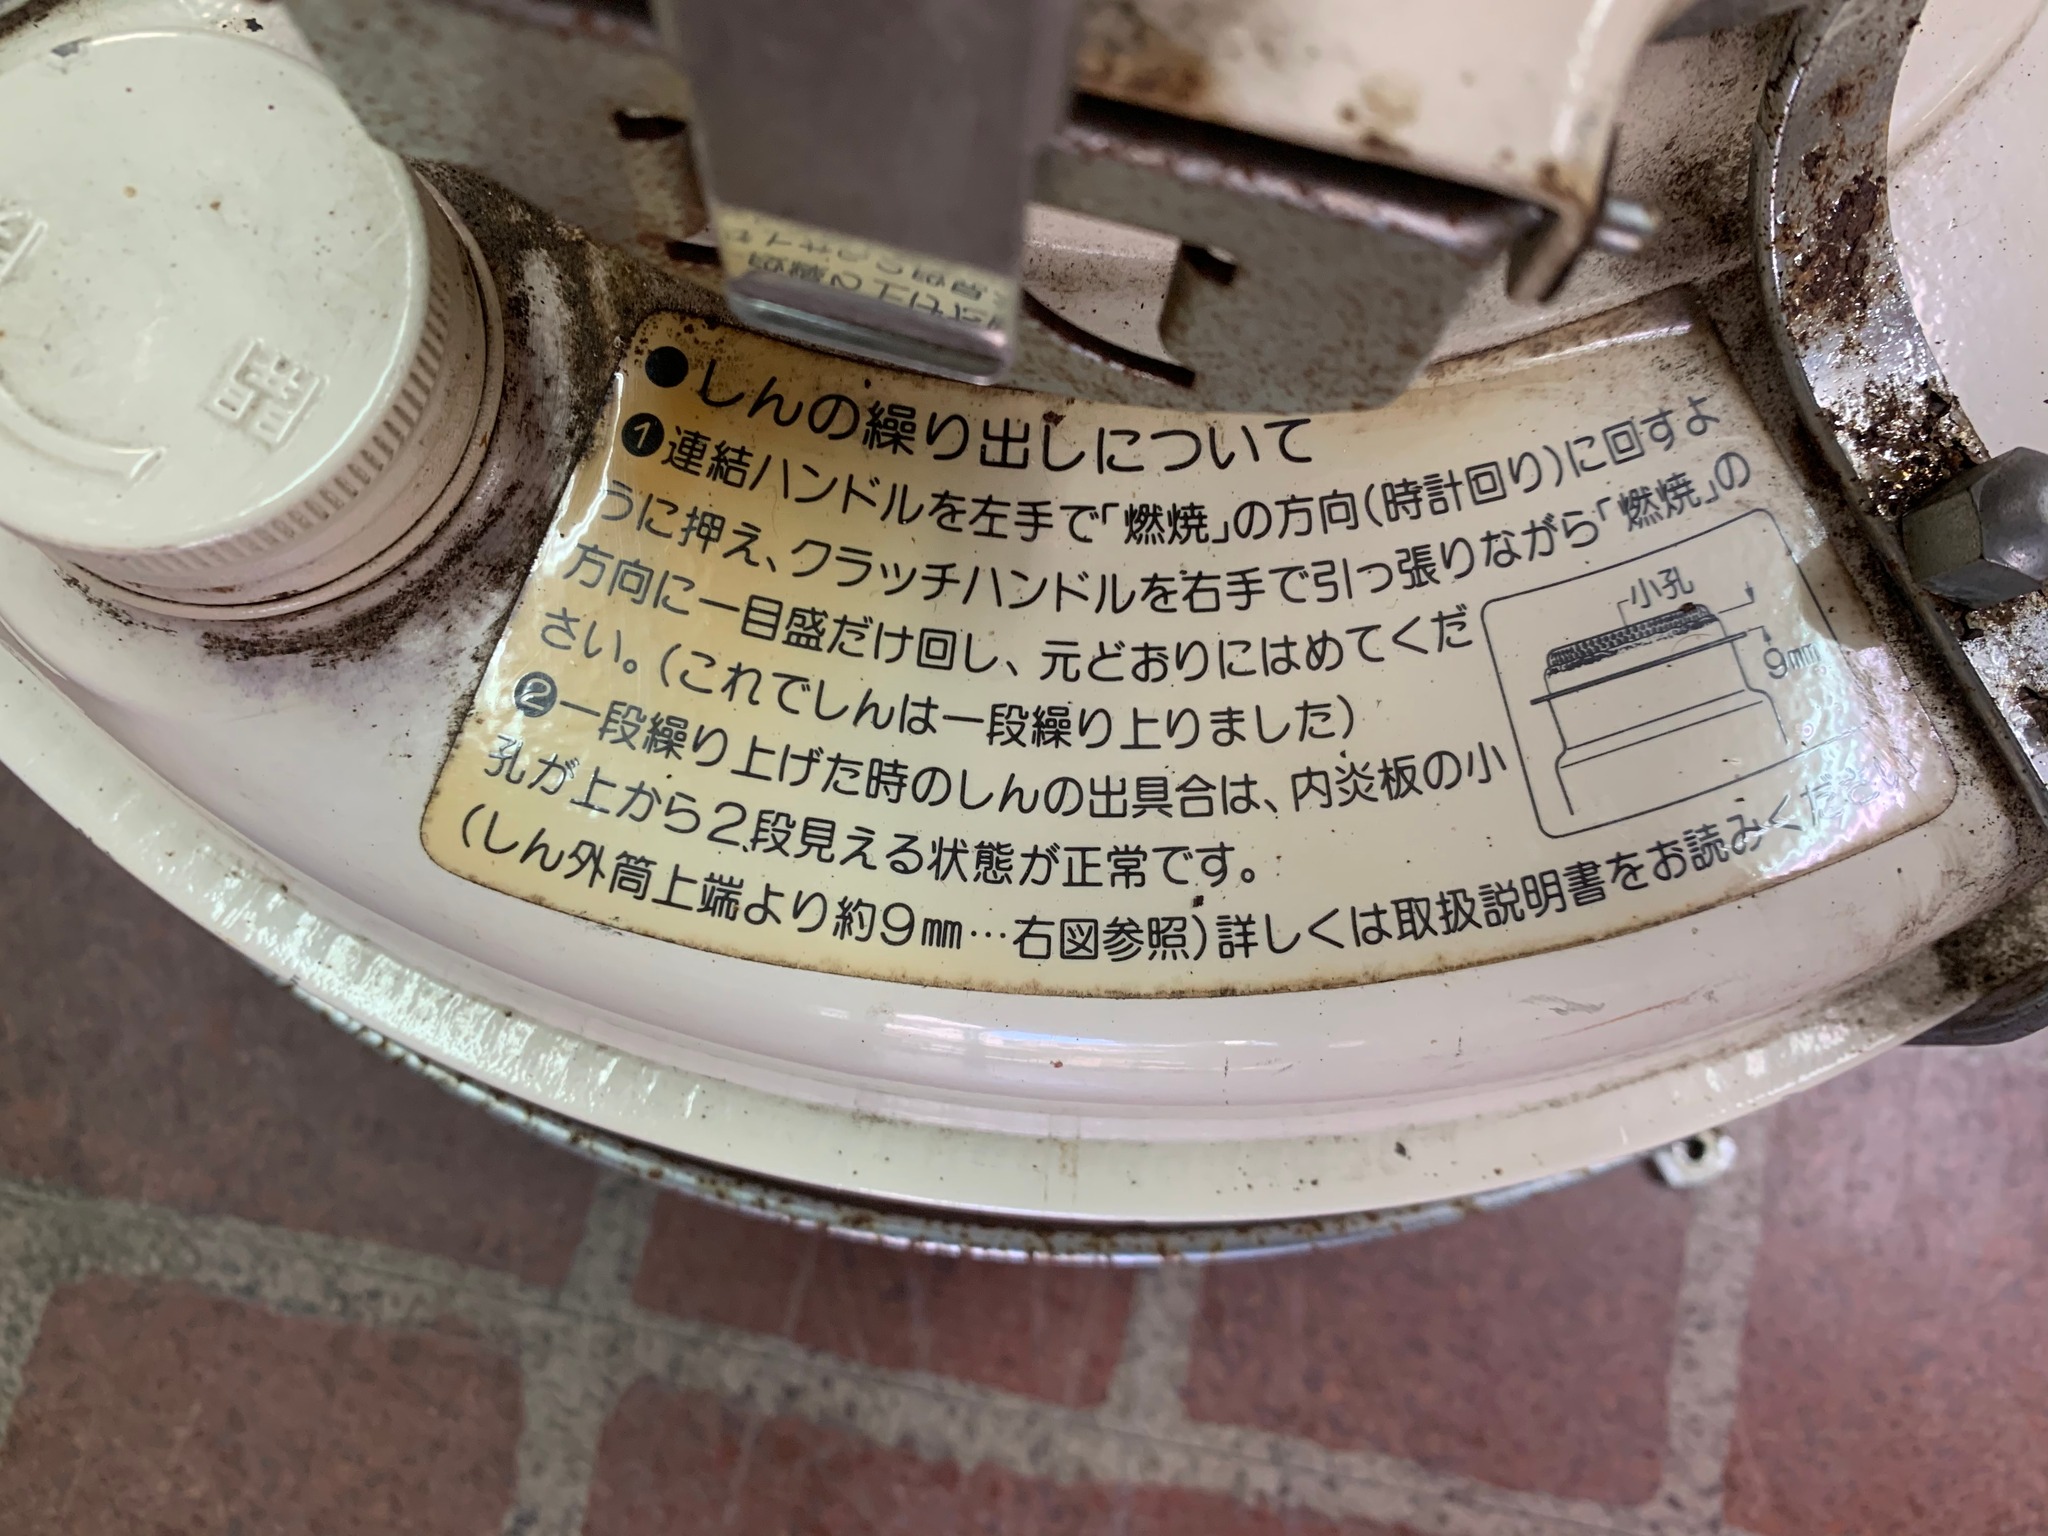 ●しんの繰り出しについて
❶連結ハンドルを左手で「燃焼」の方向(時計回り)に回すよ
うに押え、クラッチハンドルを右手で引っ張りながら「燃焼」の
方向に一目盛だけ回し、元どおりにはめてくだ
さい。(これでしんは一段繰り上りました)
❷一段繰り上げた時のしんの出具合は、内炎板の小
孔が上から2段見える状態が正常です。
(しん外筒上端より約9㎜…右図参照)詳しくは取扱説明書をお読みください
小孔
9㎜